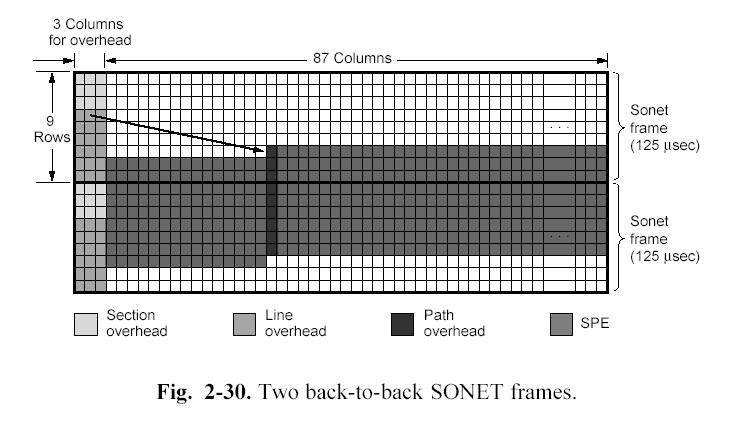 3 Columns
for overhead
87 Columns
9
Rows
. . .
Sonet
frame
(125 μsec)
. . .
Sonet
frame
(125 μsec)
Section
overhead
Line
overhead
Path
overhead
SPE
Fig. 2-30. Two back-to-back SONET frames.